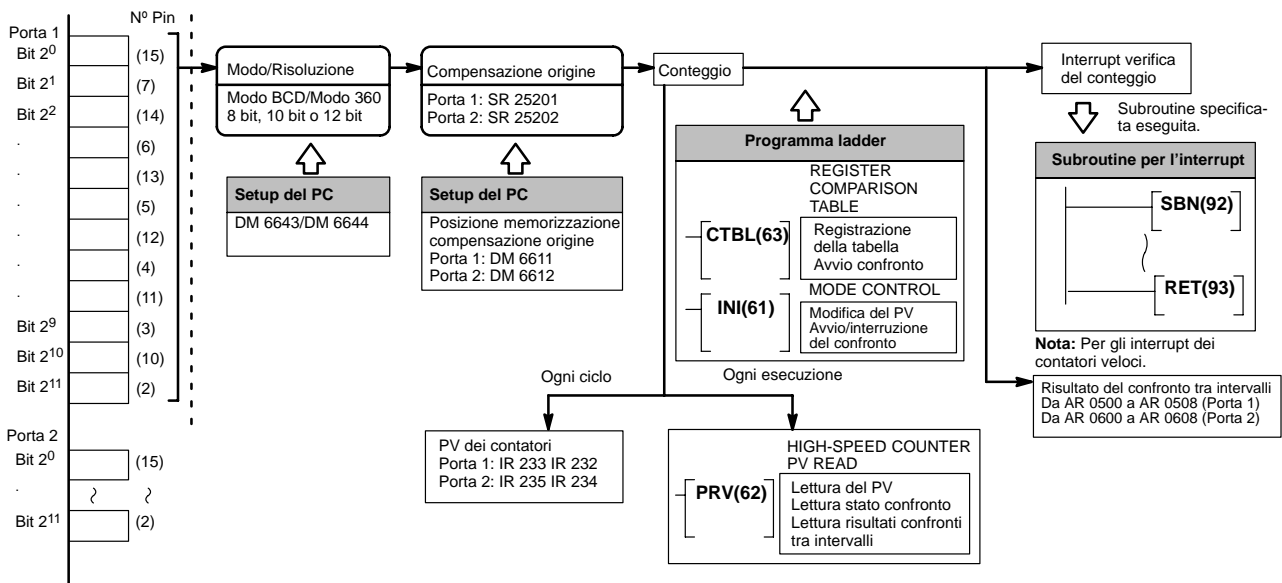 Nº Pin
Porta 1
Bit 2⁰ (15)
Bit 2¹ (7)
Bit 2² (14)
. (6)
. (13)
. (5)
. (12)
. (4)
. (11)
Bit 2⁹ (3)
Bit 2¹⁰ (10)
Bit 2¹¹ (2)
Porta 2
Bit 2⁰ (15)
.
Bit 2¹¹ (2)
Modo/Risoluzione
Modo BCD/Modo 360
8 bit, 10 bit o 12 bit
Setup del PC
DM 6643/DM 6644
Compensazione origine
Porta 1: SR 25201
Porta 2: SR 25202
Setup del PC
Posizione memorizzazione
compensazione origine
Porta 1: DM 6611
Porta 2: DM 6612
Conteggio
Programma ladder
REGISTER
COMPARISON
TABLE
CTBL(63)
Registrazione
della tabella
Avvio confronto
MODE CONTROL
INI(61)
Modifica del PV
Avvio/interruzione
del confronto
Ogni ciclo
Ogni esecuzione
PV dei contatori
Porta 1: IR 233 IR 232
Porta 2: IR 235 IR 234
HIGH-SPEED COUNTER
PV READ
PRV(62)
Lettura del PV
Lettura stato confronto
Lettura risultati confronti
tra intervalli
Interrupt verifica
del conteggio
Subroutine specifica-
ta eseguita.
Subroutine per l'interrupt
SBN(92)
RET(93)
Nota: Per gli interrupt dei
contatori veloci.
Risultato del confronto tra intervalli
Da AR 0500 a AR 0508 (Porta 1)
Da AR 0600 a AR 0608 (Porta 2)